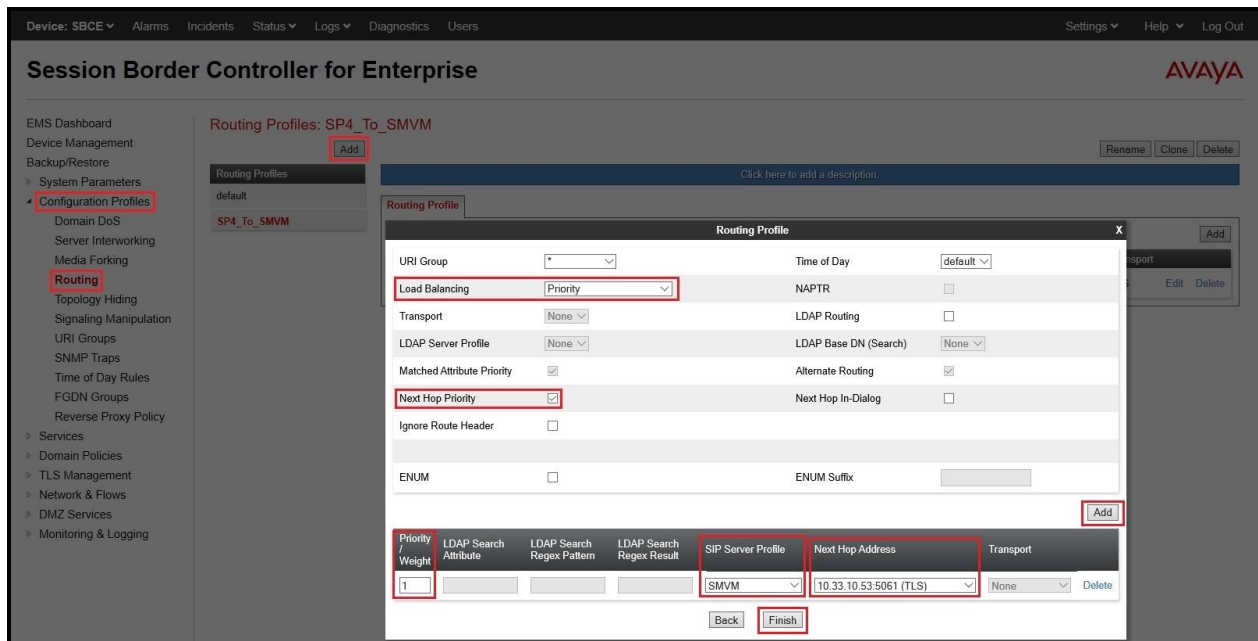 Device: SBCE Alarms Incidents Status Logs Diagnostics Users Settings Help Log Out
Session Border Controller for Enterprise
AVAYA
EMS Dashboard
Device Management
Backup/Restore
System Parameters
Configuration Profiles
Domain DoS
Server Interworking
Media Forking
Routing
Topology Hiding
Signaling Manipulation
URI Groups
SNMP Traps
Time of Day Rules
FGDN Groups
Reverse Proxy Policy
Services
Domain Policies
TLS Management
Network & Flows
DMZ Services
Monitoring & Logging
Routing Profiles: SP4_To_SMVM
Add
Rename Clone Delete
Routing Profiles
default
SP4_To_SMVM
Click here to add a description.
Routing Profile
Add
Edit Delete
Routing Profile X
URI Group * Time of Day default
Load Balancing Priority NAPTR
Transport None LDAP Routing
LDAP Server Profile None LDAP Base DN (Search) None
Matched Attribute Priority Alternate Routing
Next Hop Priority Next Hop In-Dialog
Ignore Route Header
ENUM ENUM Suffix
Add
Priority / Weight LDAP Search Attribute LDAP Search Regex Pattern LDAP Search Regex Result SIP Server Profile Next Hop Address Transport
1 SMVM 10.33.10.53:5061 (TLS) None Delete
Back Finish